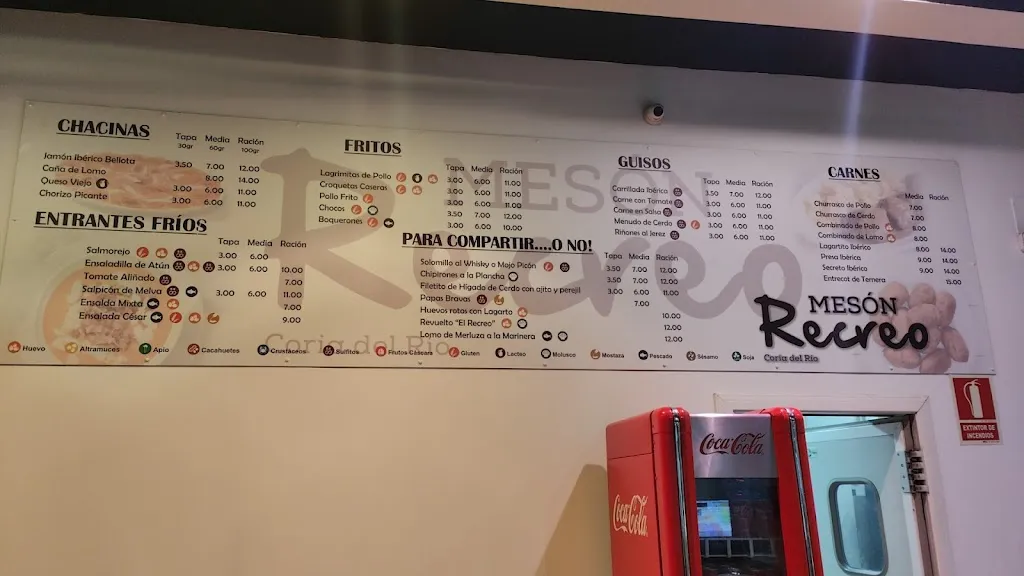 CHACINAS
Tapa Media Ración
30gr 60gr 100gr
Jamón Ibérico Bellota 3.50 7.00 12.00
Caña de Lomo 8.00 14.00
Queso Viejo 3.00 6.00 11.00
Chorizo Picante 3.00 6.00 11.00
ENTRANTES FRÍOS
Tapa Media Ración
Salmorejo 3.00 6.00
Ensaladilla de Atún 3.00 6.00 10.00
Tomate Aliñado 7.00
Salpicón de Melva 3.00 6.00 11.00
Ensalda Mixta 7.00
Ensalada César 9.00
FRITOS
Tapa Media Ración
Lagrimitas de Pollo 3.00 6.00 11.00
Croquetas Caseras 3.00 6.00 11.00
Pollo Frito 3.00 6.00 11.00
Chocos 3.50 7.00 12.00
Boquerones 3.00 6.00 10.00
PARA COMPARTIR....O NO!
Tapa Media Ración
Solomillo al Whisky o Mojo Picón 3.50 7.00 12.00
Chipirones a la Plancha 3.50 7.00 12.00
Filetito de Hígado de Cerdo con ajito y perejil 3.00 6.00 11.00
Papas Bravas 7.00
Huevos rotos con Lagarto 10.00
Revuelto "El Recreo" 12.00
Lomo de Merluza a la Marinera 12.00
GUISOS
Tapa Media Ración
Carrillada Ibérica 3.50 7.00 12.00
Carne con Tomate 3.00 6.00 11.00
Carne en Salsa 3.00 6.00 11.00
Menudo de Cerdo 3.00 6.00 11.00
Riñones al Jerez 3.00 6.00 11.00
CARNES
Media Ración
Churrasco de Pollo 7.00
Churrasco de Cerdo 7.00
Combinado de Pollo 8.00
Combinado de Lomo 8.00
Lagartito Ibérico 8.00 14.00
Presa Ibérica 9.00 14.00
Secreto Ibérico 9.00 14.00
Entrecot de Ternera 15.00
MESÓN
Recreo
Coria del Río
MESÓN
Recreo
Coria del Río
Huevo Altramuces Apio Cacahuetes Crustáceos Sulfitos Frutos Cáscara Gluten Lacteo Molusco Mostaza Pescado Sésamo Soja
EXTINTOR DE
INCENDIOS
Coca-Cola
Coca-Cola